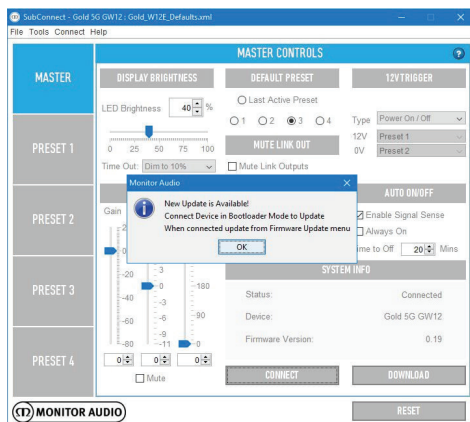 SubConnect - Gold 5G GW12 : Gold_W12E_Defaults.xml
File Tools Connect Help
MASTER CONTROLS
?
MASTER
PRESET 1
PRESET 2
PRESET 3
PRESET 4
DISPLAY BRIGHTNESS
LED Brightness 40 %
0 25 50 75 100
Time Out: Dim to 10%
DEFAULT PRESET
Last Active Preset
1 2 3 4
MUTE LINK OUT
Mute Link Outputs
12V TRIGGER
Type Power On / Off
12V Preset 1
0V Preset 2
Monitor Audio
New Update is Available!
Connect Device in Bootloader Mode to Update
When connected update from Firmware Update menu
OK
Gain
-20
-40
-60
-80
3
0
-3
-6
-9
-11
-180
-90
0
0 0 0
Mute
AUTO ON/OFF
Enable Signal Sense
Always On
ime to Off 20 Mins
SYSTEM INFO
Status: Connected
Device: Gold 5G GW12
Firmware Version: 0.19
CONNECT
DOWNLOAD
MONITOR AUDIO
RESET